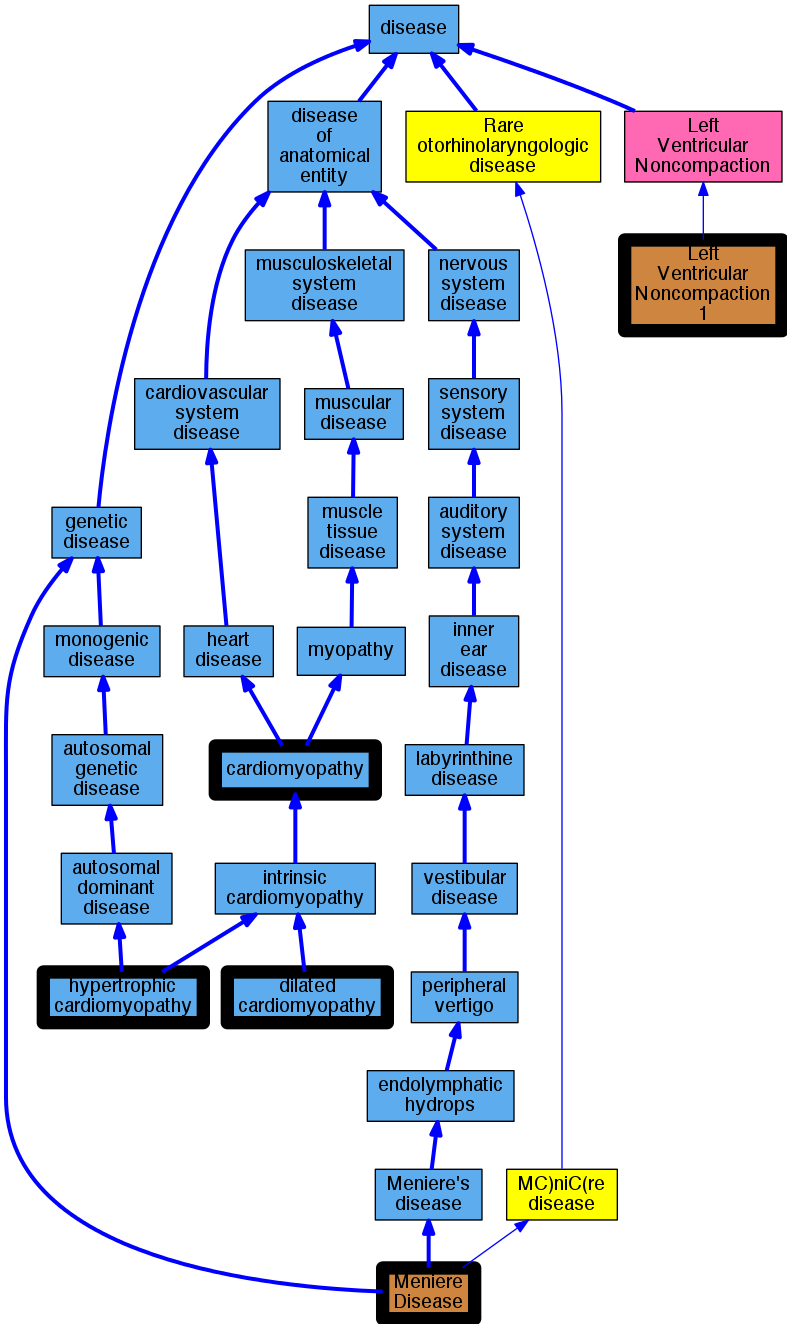 disease
disease
of
anatomical
entity
Rare
otorhinolaryngologic
disease
Left
Ventricular
Noncompaction
musculoskeletal
system
disease
nervous
system
disease
Left
Ventricular
Noncompaction
1
cardiovascular
system
disease
muscular
disease
sensory
system
disease
genetic
disease
muscle
tissue
disease
auditory
system
disease
monogenic
disease
heart
disease
myopathy
inner
ear
disease
autosomal
genetic
disease
cardiomyopathy
labyrinthine
disease
autosomal
dominant
disease
intrinsic
cardiomyopathy
vestibular
disease
hypertrophic
cardiomyopathy
dilated
cardiomyopathy
peripheral
vertigo
endolymphatic
hydrops
Meniere's
disease
MC)niC(re
disease
Meniere
Disease